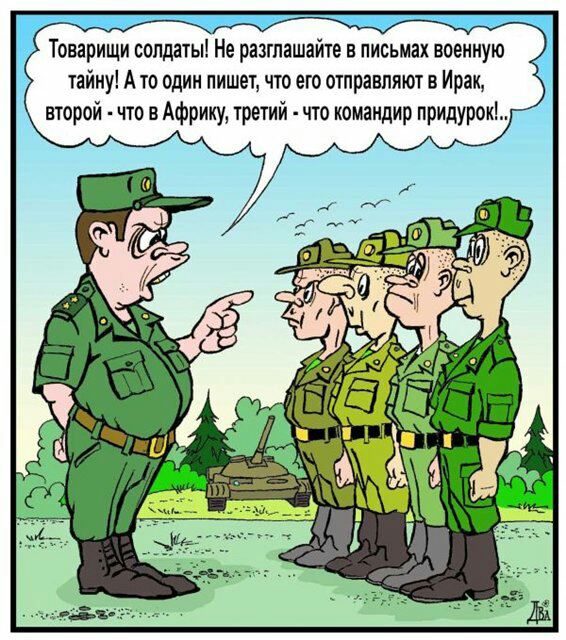 Товарищи солдаты! Не разглашайте в письмах военную
тайну! А то один пишет, что его отправляют в Ирак,
второй - что в Африку, третий - что командир придурок!..
Два